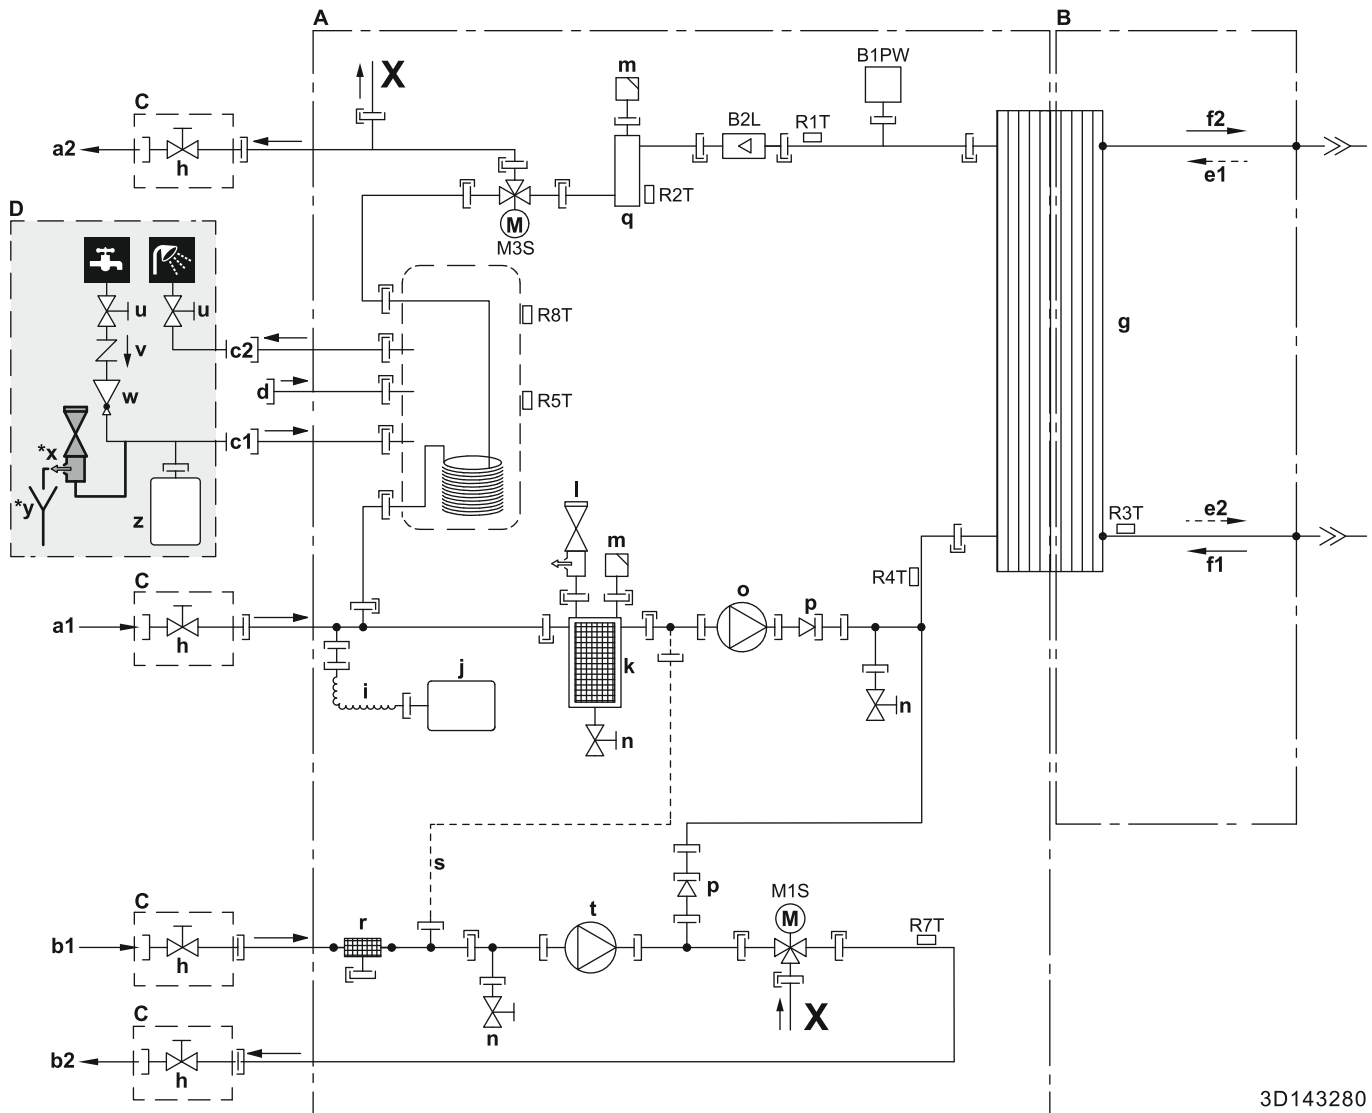 A
B
X
m
B1PW
C
B2L
R1T
f2
a2
h
e1
R2T
D
q
M
M3S
u
u
R8T
g
v
c2
w
d
R5T
*x
c1
*y
z
l
m
R3T
e2
C
o
R4T
f1
p
a1
h
k
j
i
n
n
s
p
M1S
C
r
t
M
R7T
b1
h
X
n
C
b2
h
3D143280